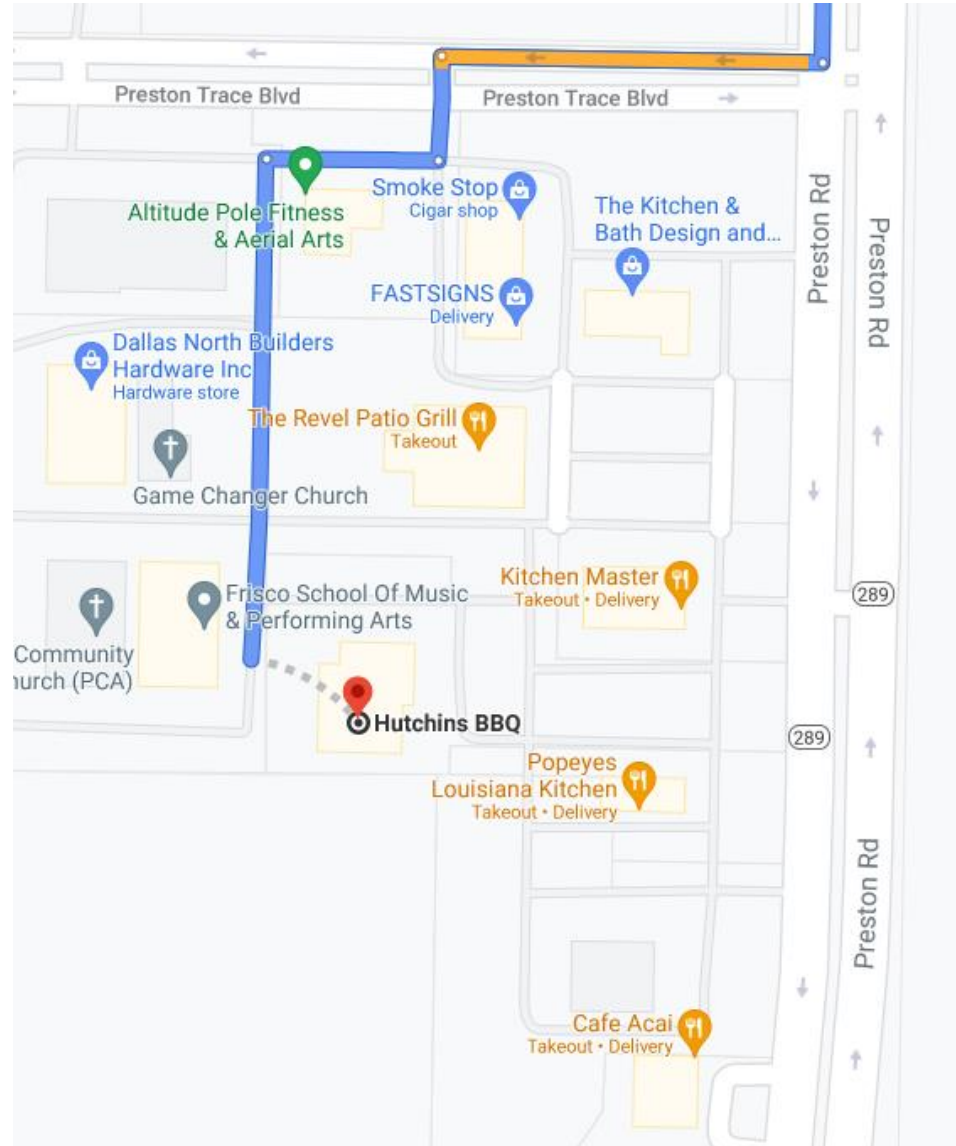 Preston Trace Blvd
Preston Trace Blvd
Altitude Pole Fitness
& Aerial Arts
Smoke Stop
Cigar shop
The Kitchen &
Bath Design and...
Preston Rd
Preston Rd
FASTSIGNS
Delivery
Dallas North Builders
Hardware Inc
Hardware store
The Revel Patio Grill
Takeout
Game Changer Church
Kitchen Master
Takeout • Delivery
289
Frisco School Of Music
& Performing Arts
Community
hurch (PCA)
Hutchins BBQ
289
Popeyes
Louisiana Kitchen
Takeout • Delivery
Preston Rd
Cafe Acai
Takeout • Delivery